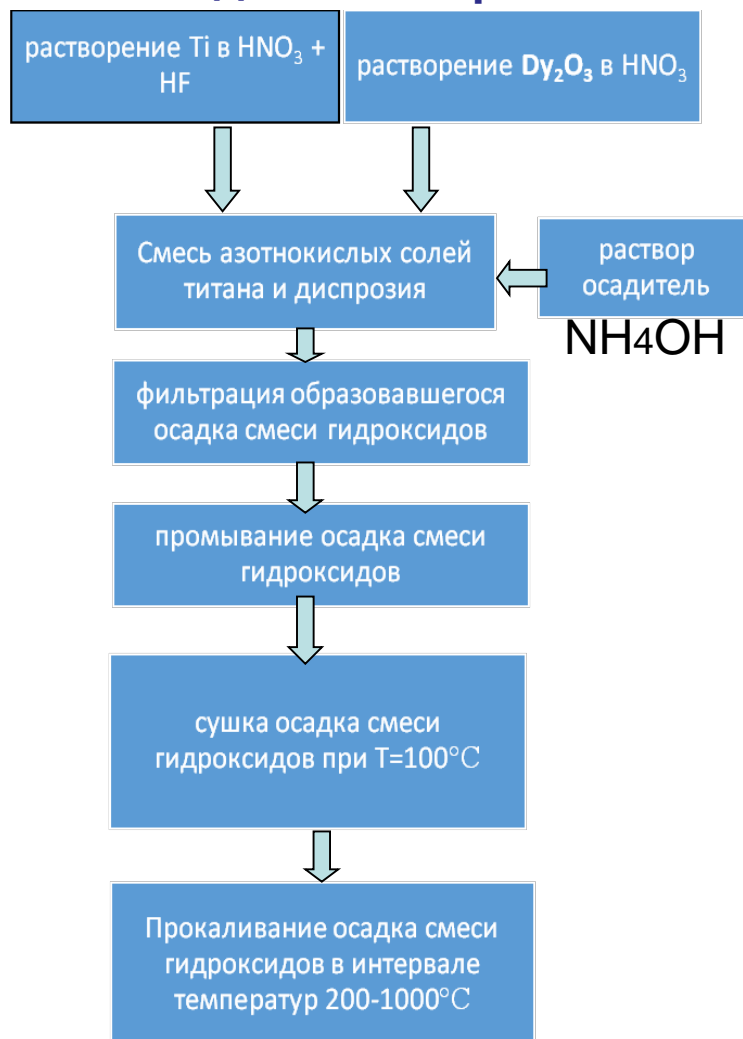 растворение Ti в HNO₃ +
HF
растворение Dy₂O₃ в HNO₃
Смесь азотнокислых солей
титана и диспрозия
раствор
осадитель
NH4OH
фильтрация образовавшегося
осадка смеси гидроксидов
промывание осадка смеси
гидроксидов
сушка осадка смеси
гидроксидов при Т=100°С
Прокаливание осадка смеси
гидроксидов в интервале
температур 200-1000°С